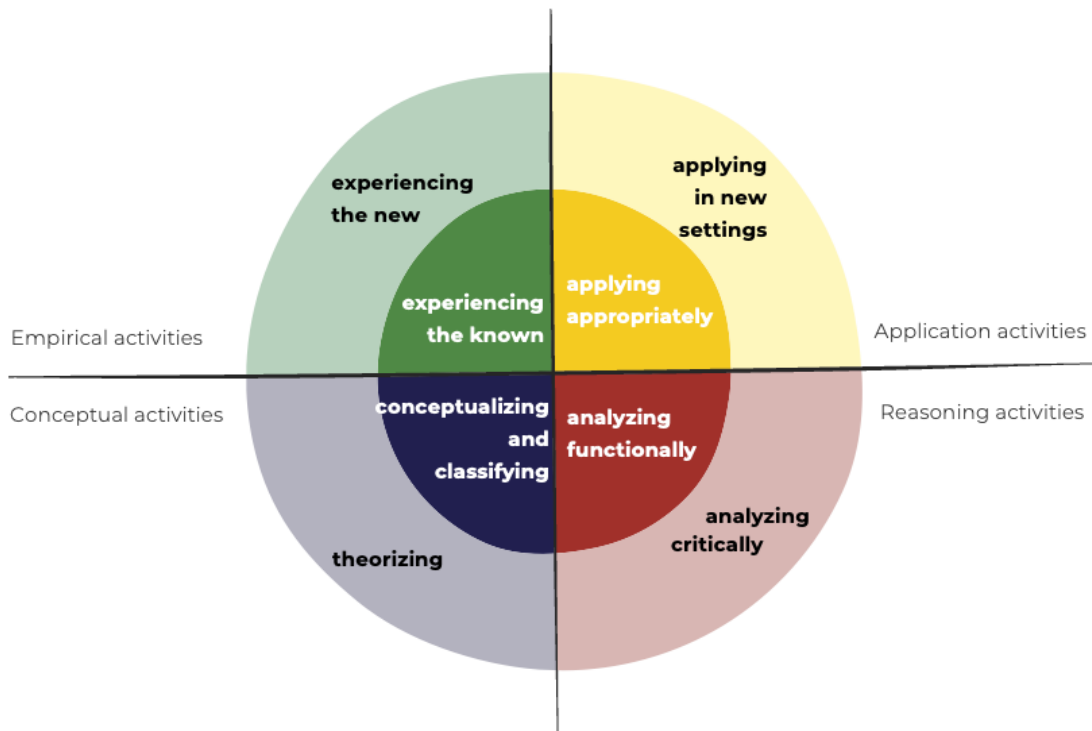 experiencing
the new
applying
in new
settings
experiencing
the known
applying
appropriately
Empirical activities
Application activities
Conceptual activities
Reasoning activities
conceptualizing
and
classifying
analyzing
functionally
theorizing
analyzing
critically